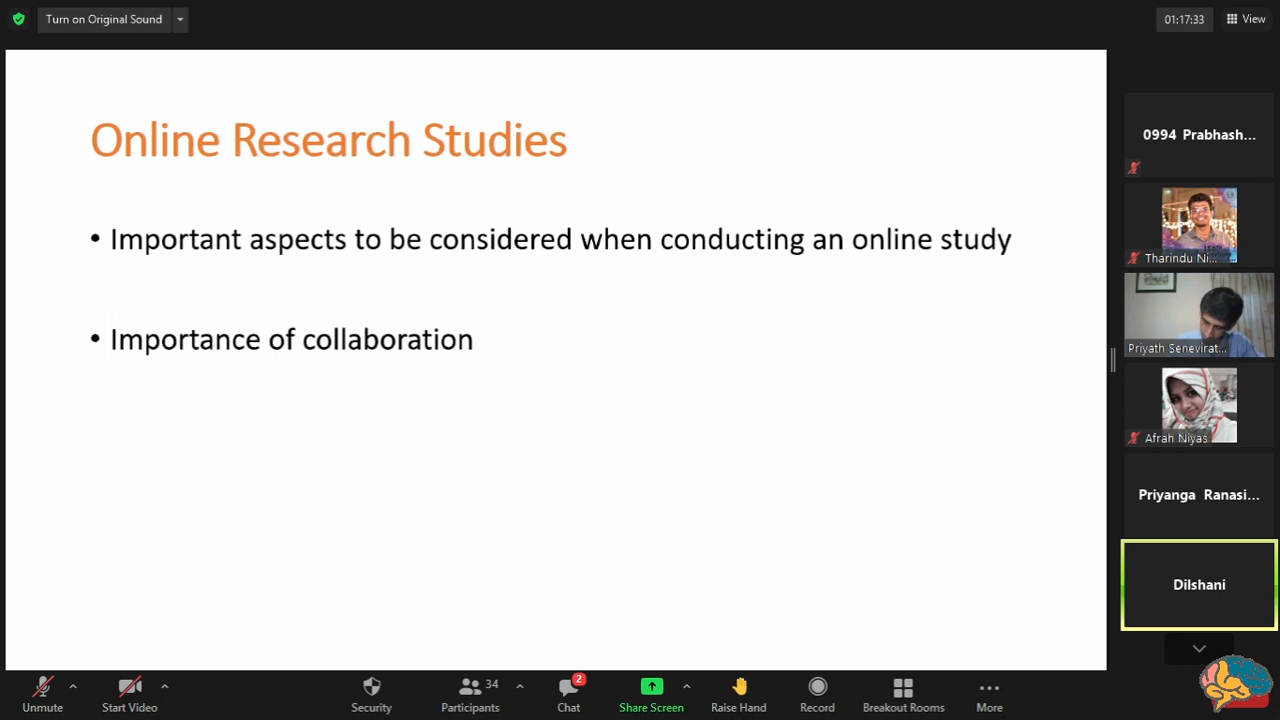 Turn on Original Sound
01:17:33
View
Online Research Studies
• Important aspects to be considered when conducting an online study
• Importance of collaboration
0994 Prabhash...
Tharindu Ni...
Priyath Senevirat...
Afrah Niyas
Priyanga Ranasi...
Dilshani
Unmute
Start Video
Security
Participants
34
Chat
2
Share Screen
Raise Hand
Record
Breakout Rooms
More